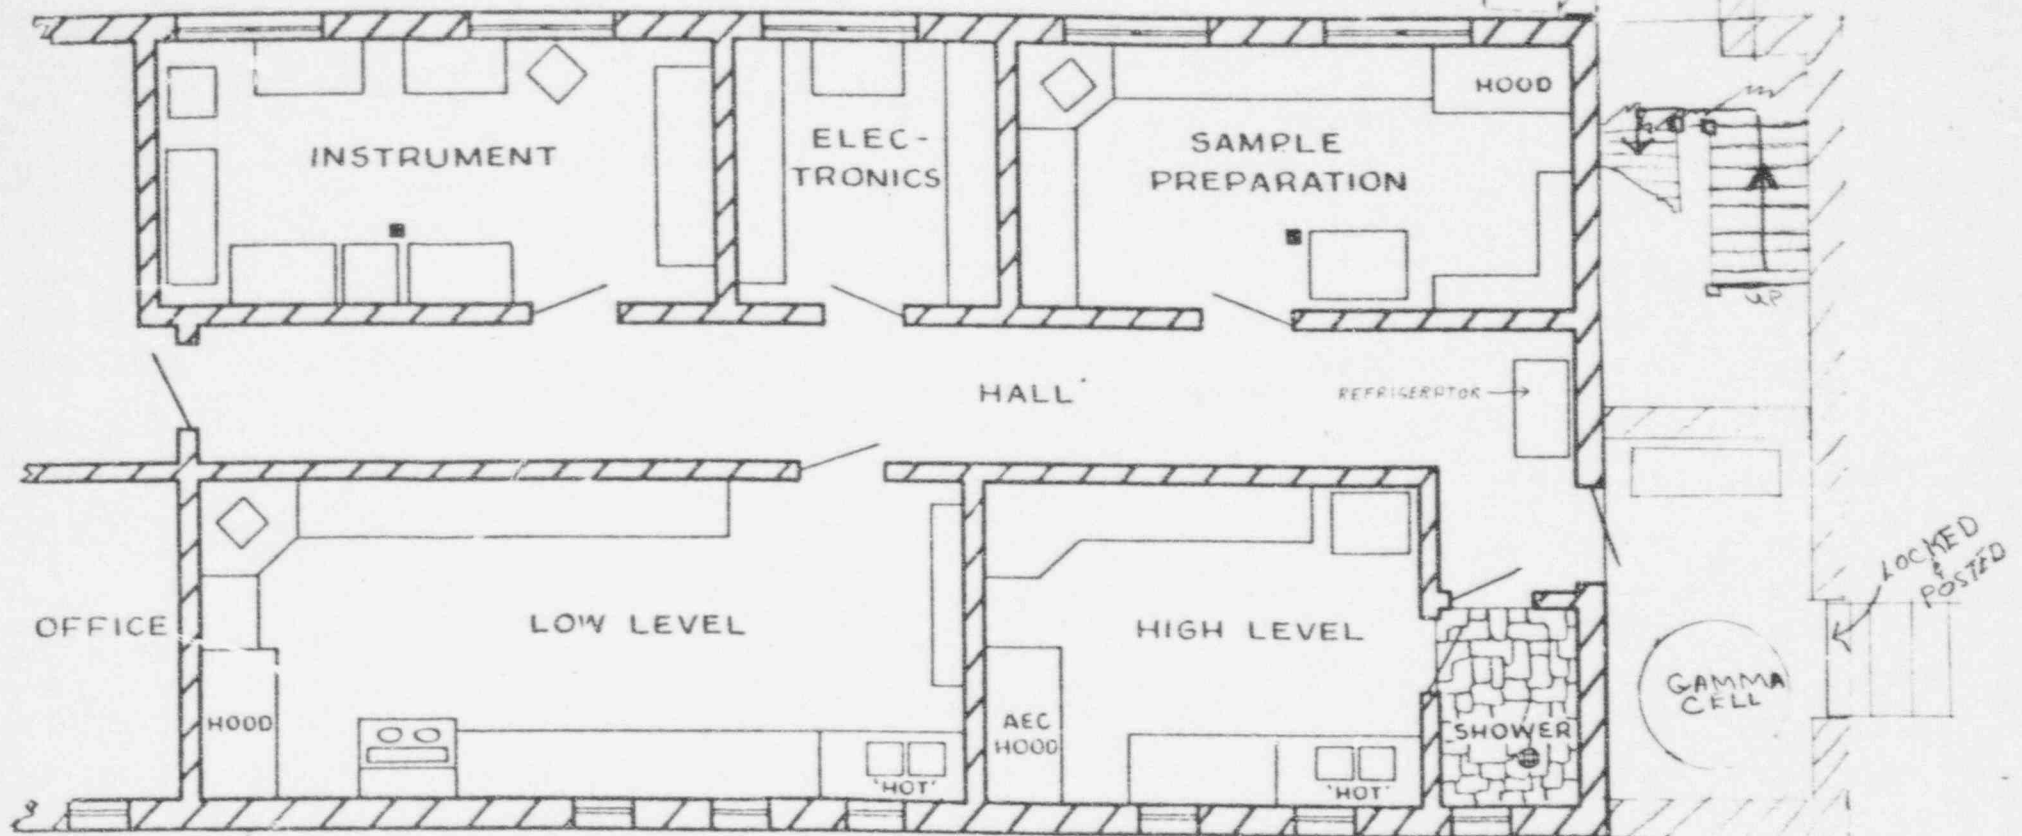 HOOD
INSTRUMENT
ELEC-
TRONICS
SAMPLE
PREPARATION
UP
HALL
REFRIGERATOR
LOCKED
&
POSTED
OFFICE
LOW LEVEL
HIGH LEVEL
GAMMA
CELL
HOOD
AEC
HOOD
SHOWER
'HOT'
'HOT'